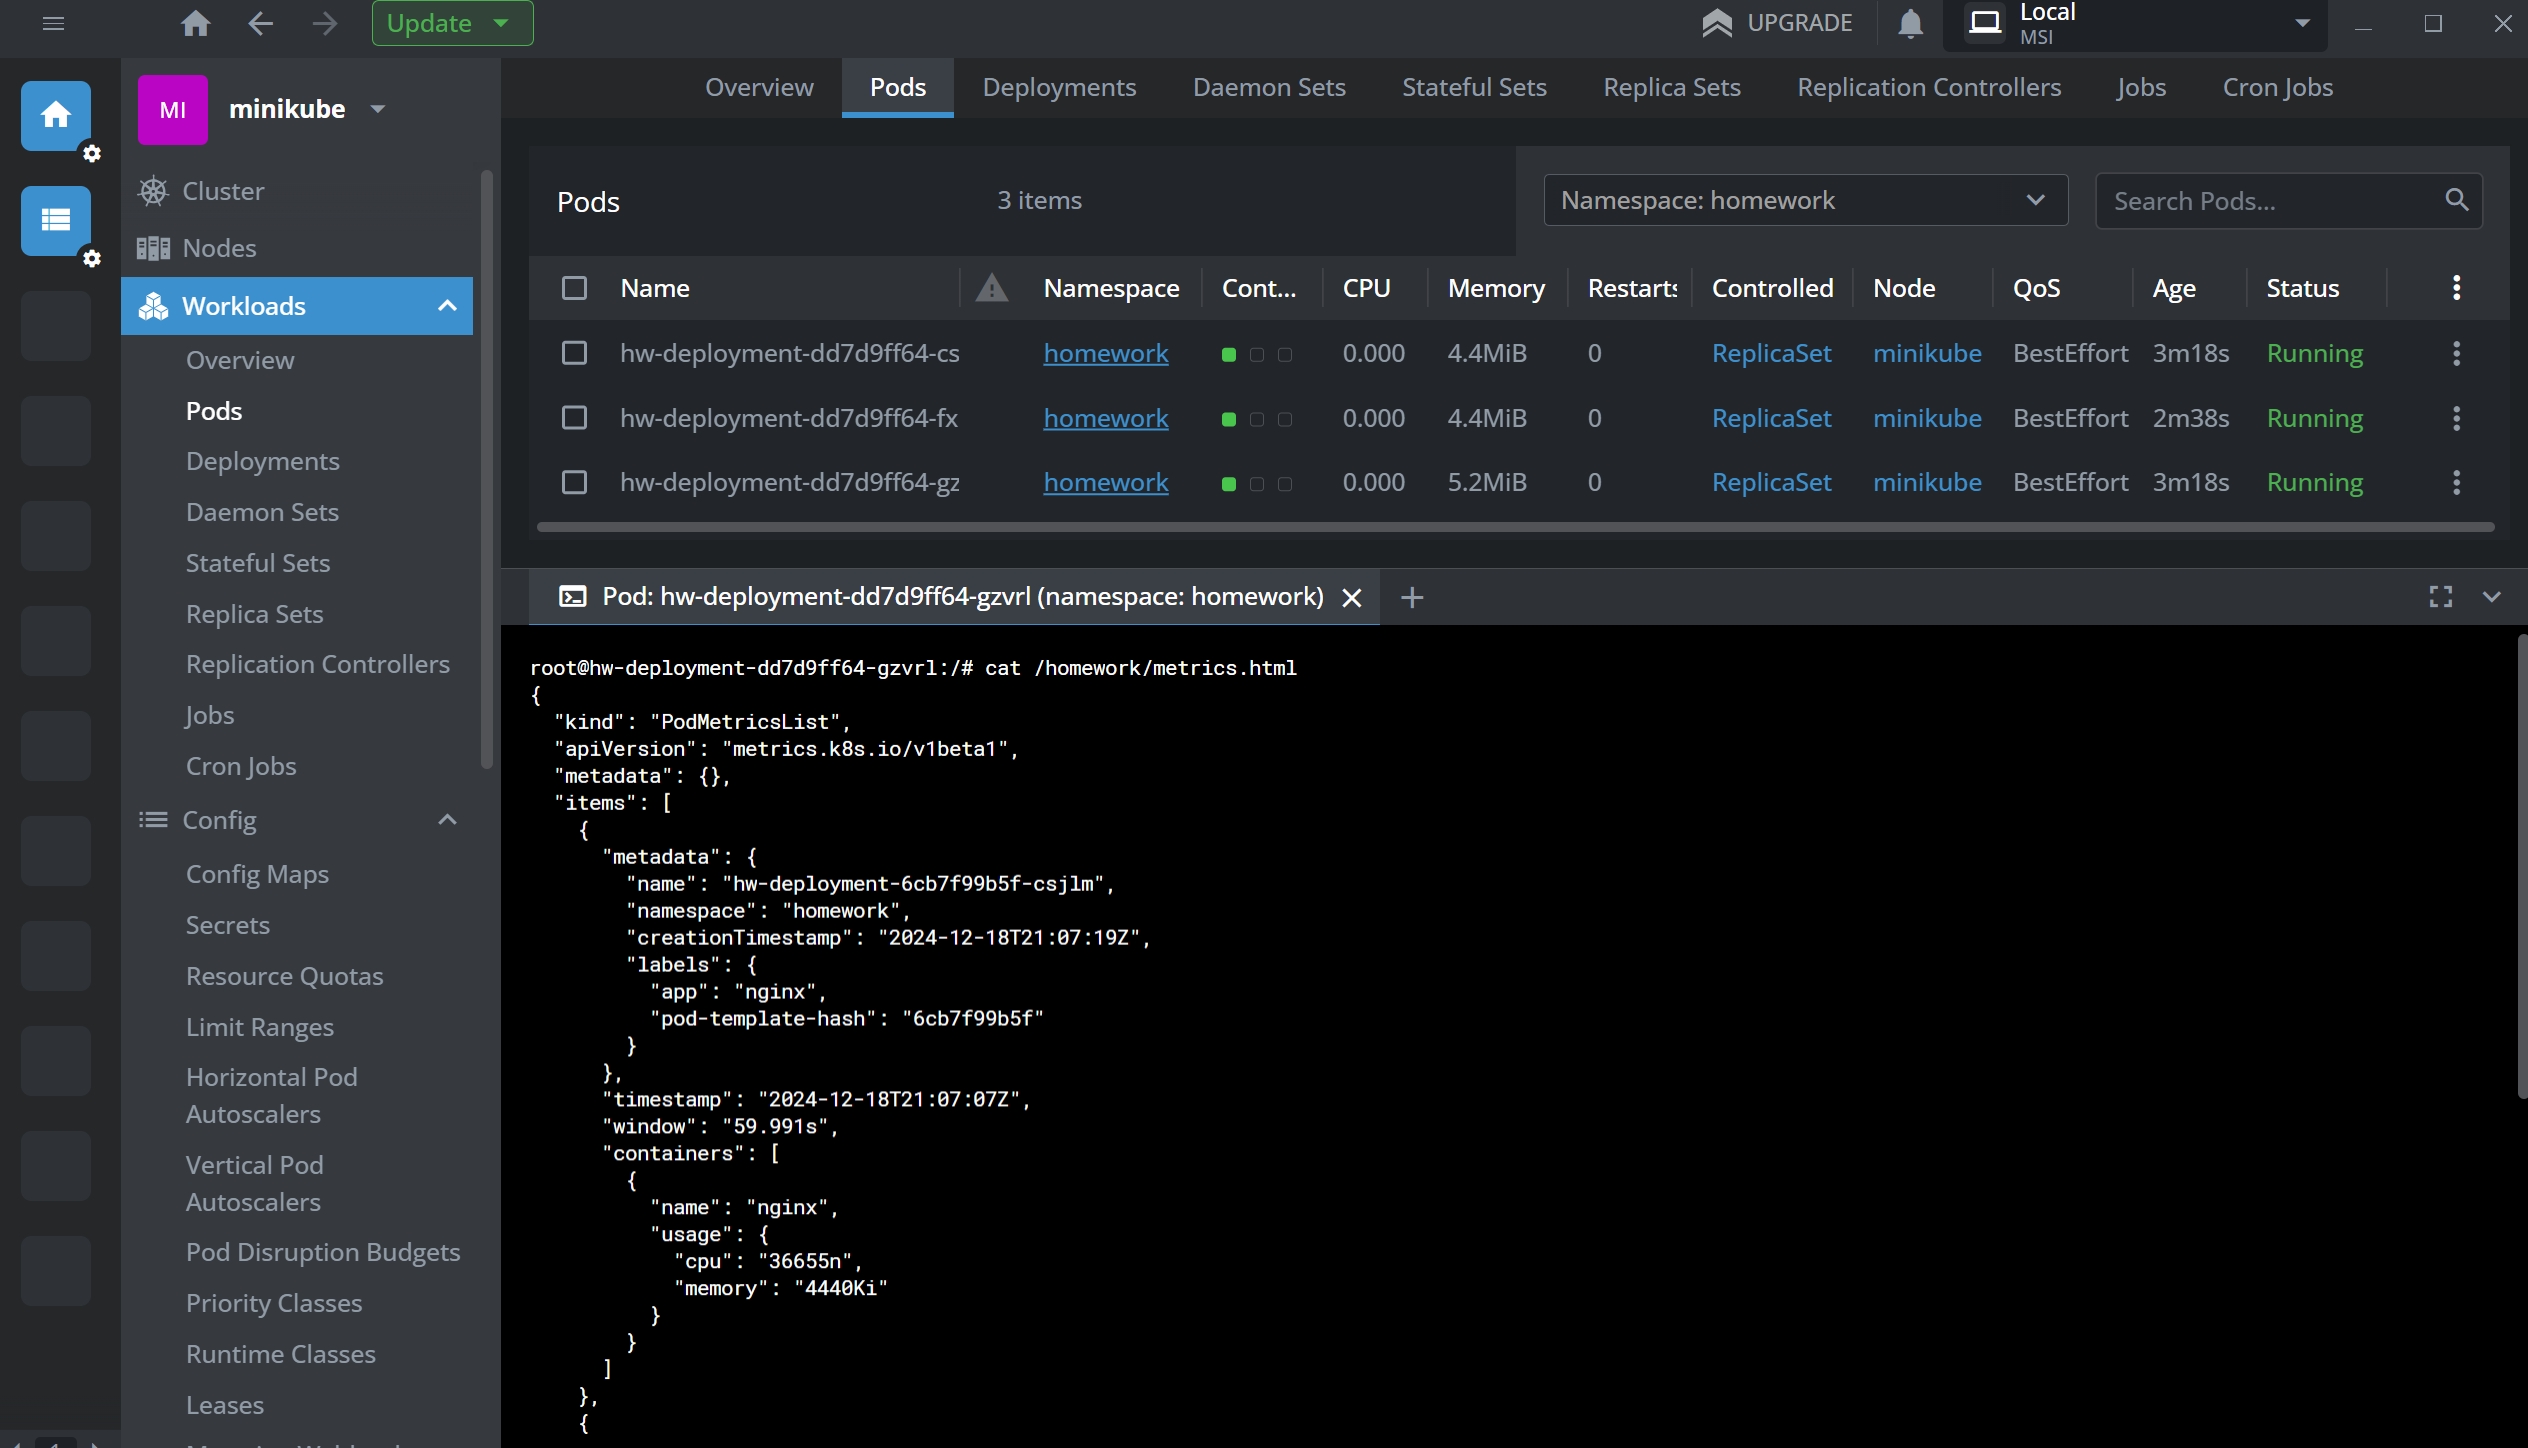 Update
UPGRADE
Local
MSI
MI
minikube
Cluster
Nodes
Workloads
Overview
Pods
Deployments
Daemon Sets
Stateful Sets
Replica Sets
Replication Controllers
Jobs
Cron Jobs
Config
Config Maps
Secrets
Resource Quotas
Limit Ranges
Horizontal Pod
Autoscalers
Vertical Pod
Autoscalers
Pod Disruption Budgets
Priority Classes
Runtime Classes
Leases
Overview Pods Deployments Daemon Sets Stateful Sets Replica Sets Replication Controllers Jobs Cron Jobs
Pods 3 items Namespace: homework Search Pods...
Name Namespace Cont... CPU Memory Restarts Controlled Node QoS Age Status
hw-deployment-dd7d9ff64-cs homework 0.000 4.4MiB 0 ReplicaSet minikube BestEffort 3m18s Running
hw-deployment-dd7d9ff64-fx homework 0.000 4.4MiB 0 ReplicaSet minikube BestEffort 2m38s Running
hw-deployment-dd7d9ff64-gz homework 0.000 5.2MiB 0 ReplicaSet minikube BestEffort 3m18s Running
Pod: hw-deployment-dd7d9ff64-gzvrl (namespace: homework)
root@hw-deployment-dd7d9ff64-gzvrl:/# cat /homework/metrics.html
{
"kind": "PodMetricsList",
"apiVersion": "metrics.k8s.io/v1beta1",
"metadata": {},
"items": [
{
"metadata": {
"name": "hw-deployment-6cb7f99b5f-csjlm",
"namespace": "homework",
"creationTimestamp": "2024-12-18T21:07:19Z",
"labels": {
"app": "nginx",
"pod-template-hash": "6cb7f99b5f"
}
},
"timestamp": "2024-12-18T21:07:07Z",
"window": "59.991s",
"containers": [
{
"name": "nginx",
"usage": {
"cpu": "36655n",
"memory": "4440Ki"
}
}
]
},
{